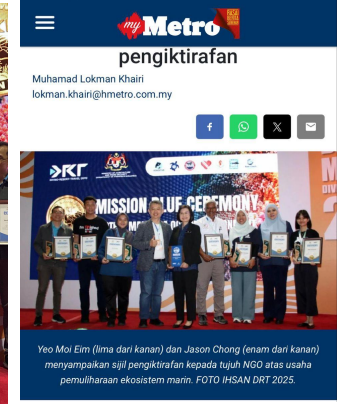 my Metro
pengiktirafan
Muhamad Lokman Khairi
lokman.khairi@hmetro.com.my
DRT
MISSION BLUE CEREMONY
Yeo Moi Eim (lima dari kanan) dan Jason Chong (enam dari kanan)
menyampaikan sijil pengiktirafan kepada tujuh NGO atas usaha
pemuliharaan ekosistem marin. FOTO IHSAN DRT 2025.